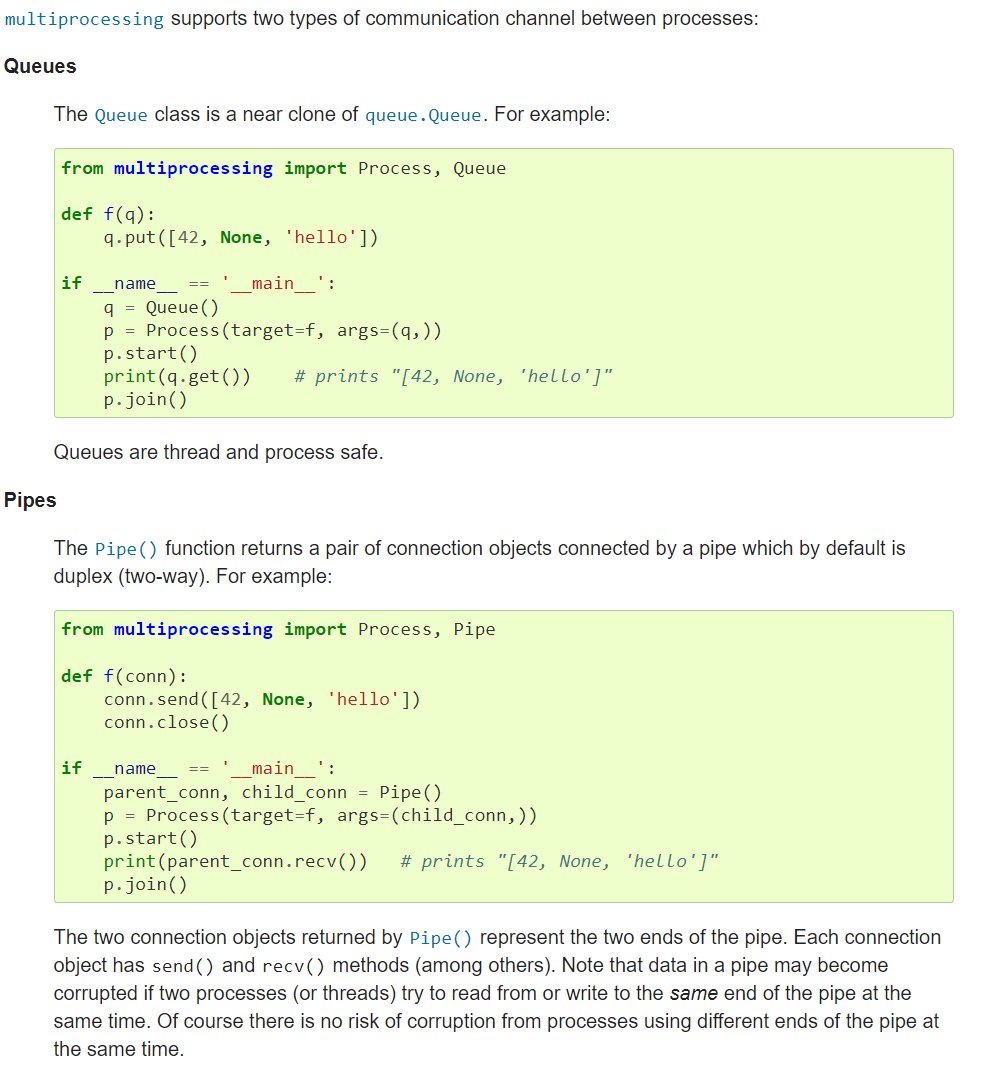 multiprocessing supports two types of communication channel between processes:
Queues
The Queue class is a near clone of queue.Queue. For example:
from multiprocessing import Process, Queue
def f(q):
    q.put([42, None, 'hello'])
if __name__ == '__main__':
    q = Queue()
    p = Process(target=f, args=(q,))
    p.start()
    print(q.get())    # prints "[42, None, 'hello']"
    p.join()
Queues are thread and process safe.
Pipes
The Pipe() function returns a pair of connection objects connected by a pipe which by default is
duplex (two-way). For example:
from multiprocessing import Process, Pipe
def f(conn):
    conn.send([42, None, 'hello'])
    conn.close()
if __name__ == '__main__':
    parent_conn, child_conn = Pipe()
    p = Process(target=f, args=(child_conn,))
    p.start()
    print(parent_conn.recv())   # prints "[42, None, 'hello']"
    p.join()
The two connection objects returned by Pipe() represent the two ends of the pipe. Each connection
object has send() and recv() methods (among others). Note that data in a pipe may become
corrupted if two processes (or threads) try to read from or write to the same end of the pipe at the
same time. Of course there is no risk of corruption from processes using different ends of the pipe at
the same time.